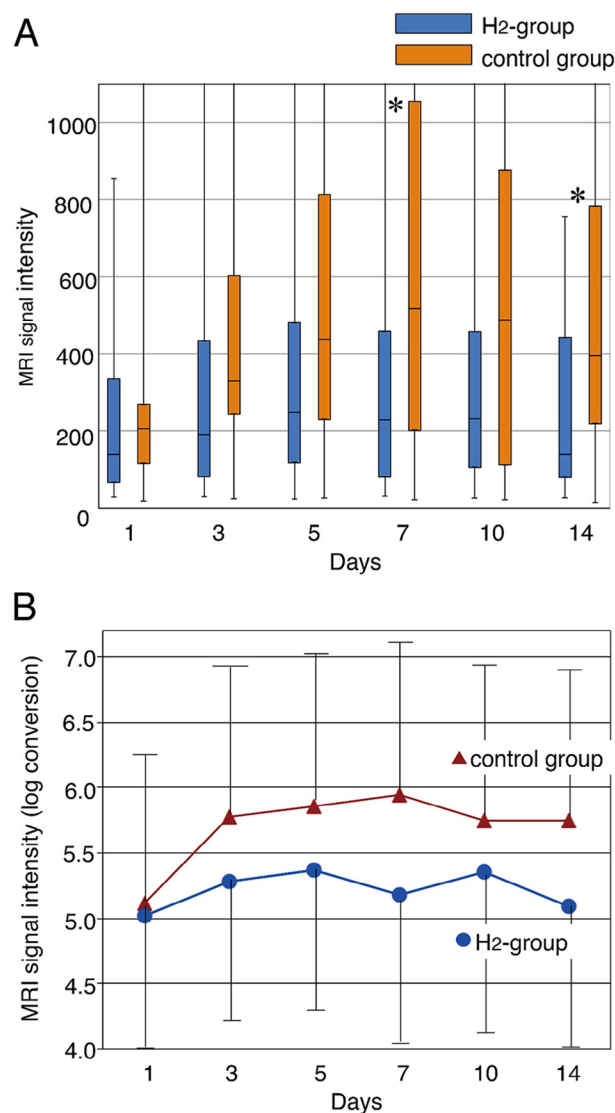 A
H2-group
control group
MRI signal intensity
1000
800
600
400
200
0
*
*
1 3 5 7 10 14
Days
B
MRI signal intensity (log conversion)
7.0
6.5
6.0
5.5
5.0
4.5
4.0
control group
H2-group
1 3 5 7 10 14
Days